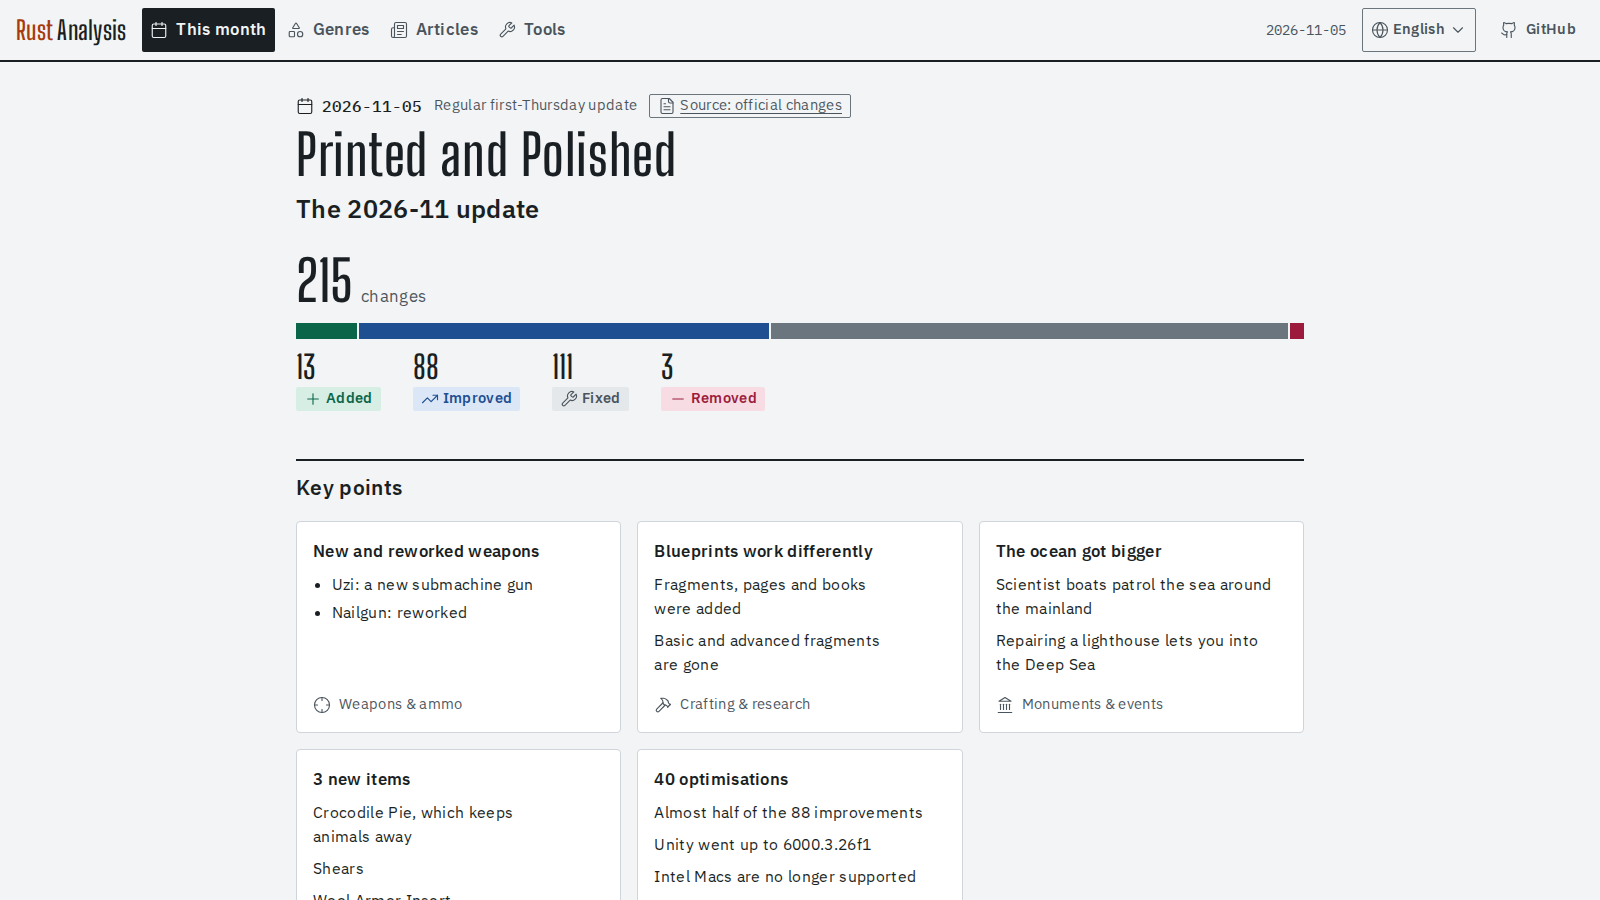 Rust Analysis
This month
Genres
Articles
Tools
2026-11-05
English
GitHub
2026-11-05 Regular first-Thursday update Source: official changes
Printed and Polished
The 2026-11 update
215 changes
13 88 111 3
Added Improved Fixed Removed
Key points
New and reworked weapons
Uzi: a new submachine gun
Nailgun: reworked
Weapons & ammo
Blueprints work differently
Fragments, pages and books
were added
Basic and advanced fragments
are gone
Crafting & research
The ocean got bigger
Scientist boats patrol the sea around
the mainland
Repairing a lighthouse lets you into
the Deep Sea
Monuments & events
3 new items
Crocodile Pie, which keeps
animals away
Shears
Wool Armor Insert
40 optimisations
Almost half of the 88 improvements
Unity went up to 6000.3.26f1
Intel Macs are no longer supported